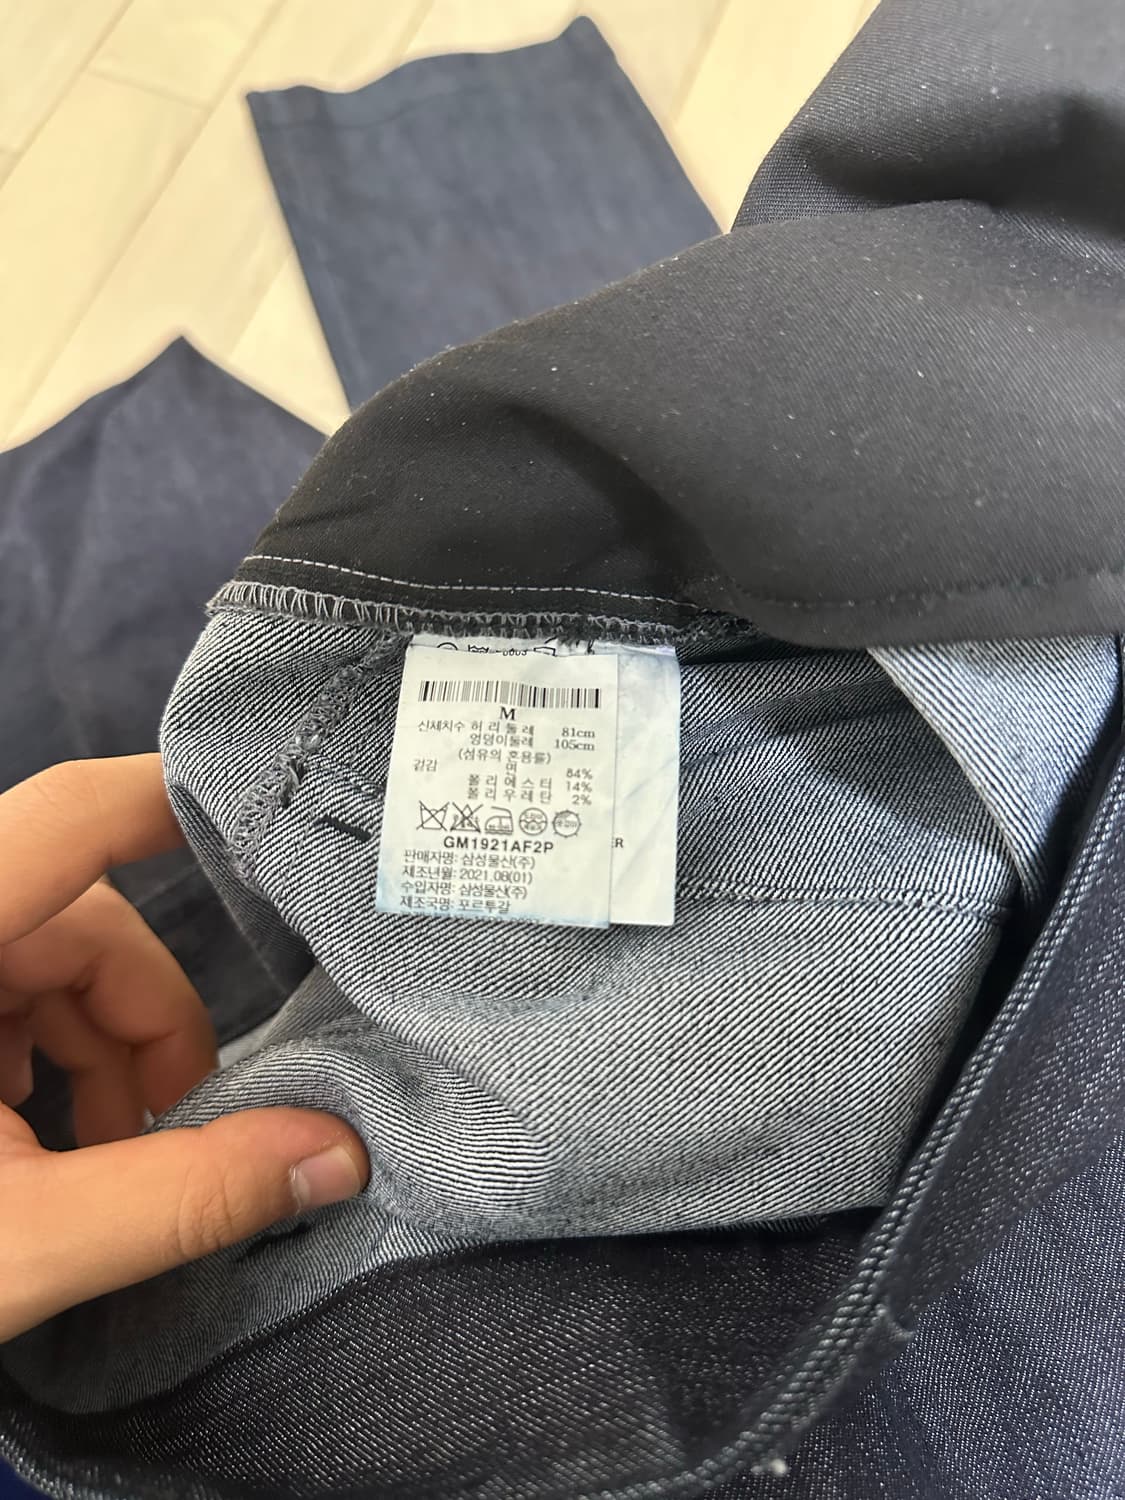 M
신체치수 허 리 둘 레 81cm
엉덩이둘레 105cm
(섬유의 혼용률)
겉감 면 84%
폴 리 에 스 터 14%
폴 리 우 레 탄 2%
GM1921AF2P
ER
판매자명: 삼성물산(주)
제조년월: 2021.08(01)
수입자명: 삼성물산(주)
제조국명: 포르투갈